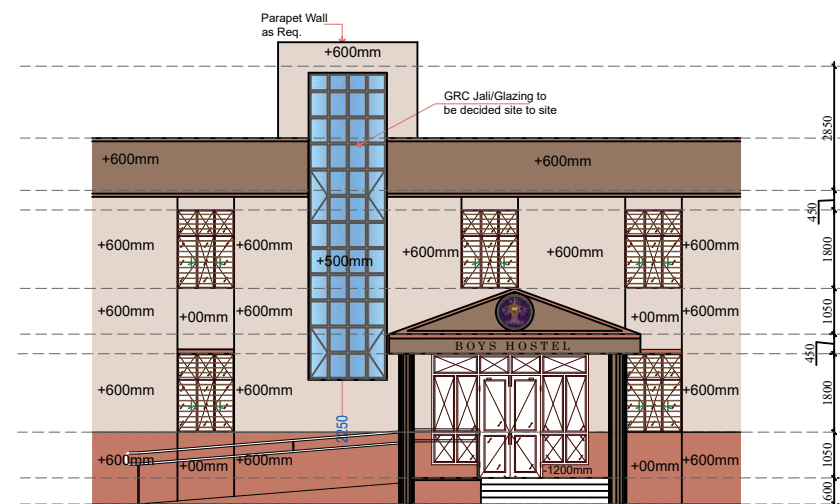 Parapet Wall
as Req.
+600mm
GRC Jali/Glazing to
be decided site to site
2850
+600mm
+600mm
450
+600mm
+600mm
+500mm
+600mm
+600mm
+600mm
1800
+600mm
+00mm
+600mm
+00mm
+600mm
1050
BOYS HOSTEL
450
+600mm
+600mm
+600mm
1800
2250
+600mm
+00mm
+600mm
-1200mm
+00mm
+600mm
1050